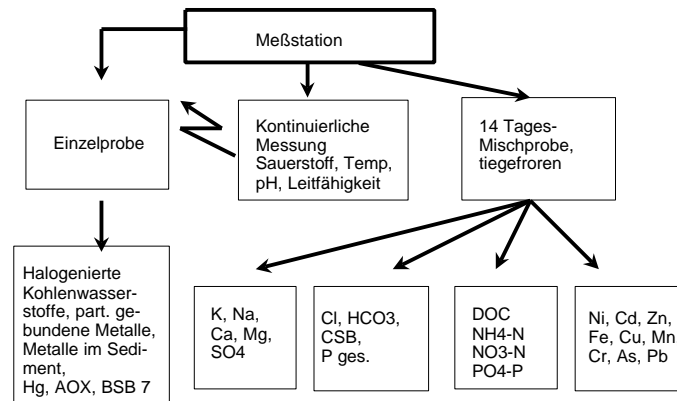 Meßstation
Einzelprobe
Kontinuierliche
Messung
Sauerstoff, Temp,
pH, Leitfähigkeit
14 Tages-
Mischprobe,
tiegefroren
Halogenierte
Kohlenwasser-
stoffe, part. ge-
bundene Metalle,
Metalle im Sedi-
ment,
Hg, AOX, BSB 7
K, Na,
Ca, Mg,
SO4
Cl, HCO3,
CSB,
P ges.
DOC
NH4-N
NO3-N
PO4-P
Ni, Cd, Zn,
Fe, Cu, Mn
Cr, As, Pb